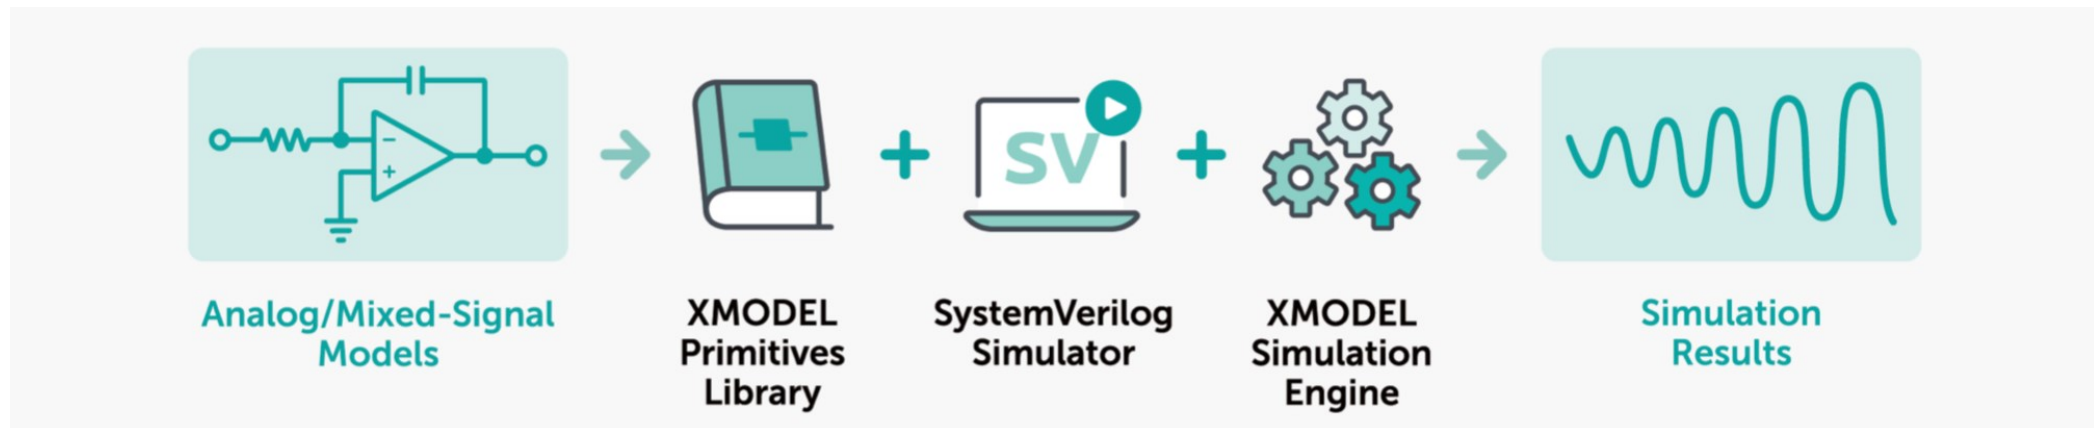 SV
Analog/Mixed-Signal
Models
XMODEL
Primitives
Library
SystemVerilog
Simulator
XMODEL
Simulation
Engine
Simulation
Results